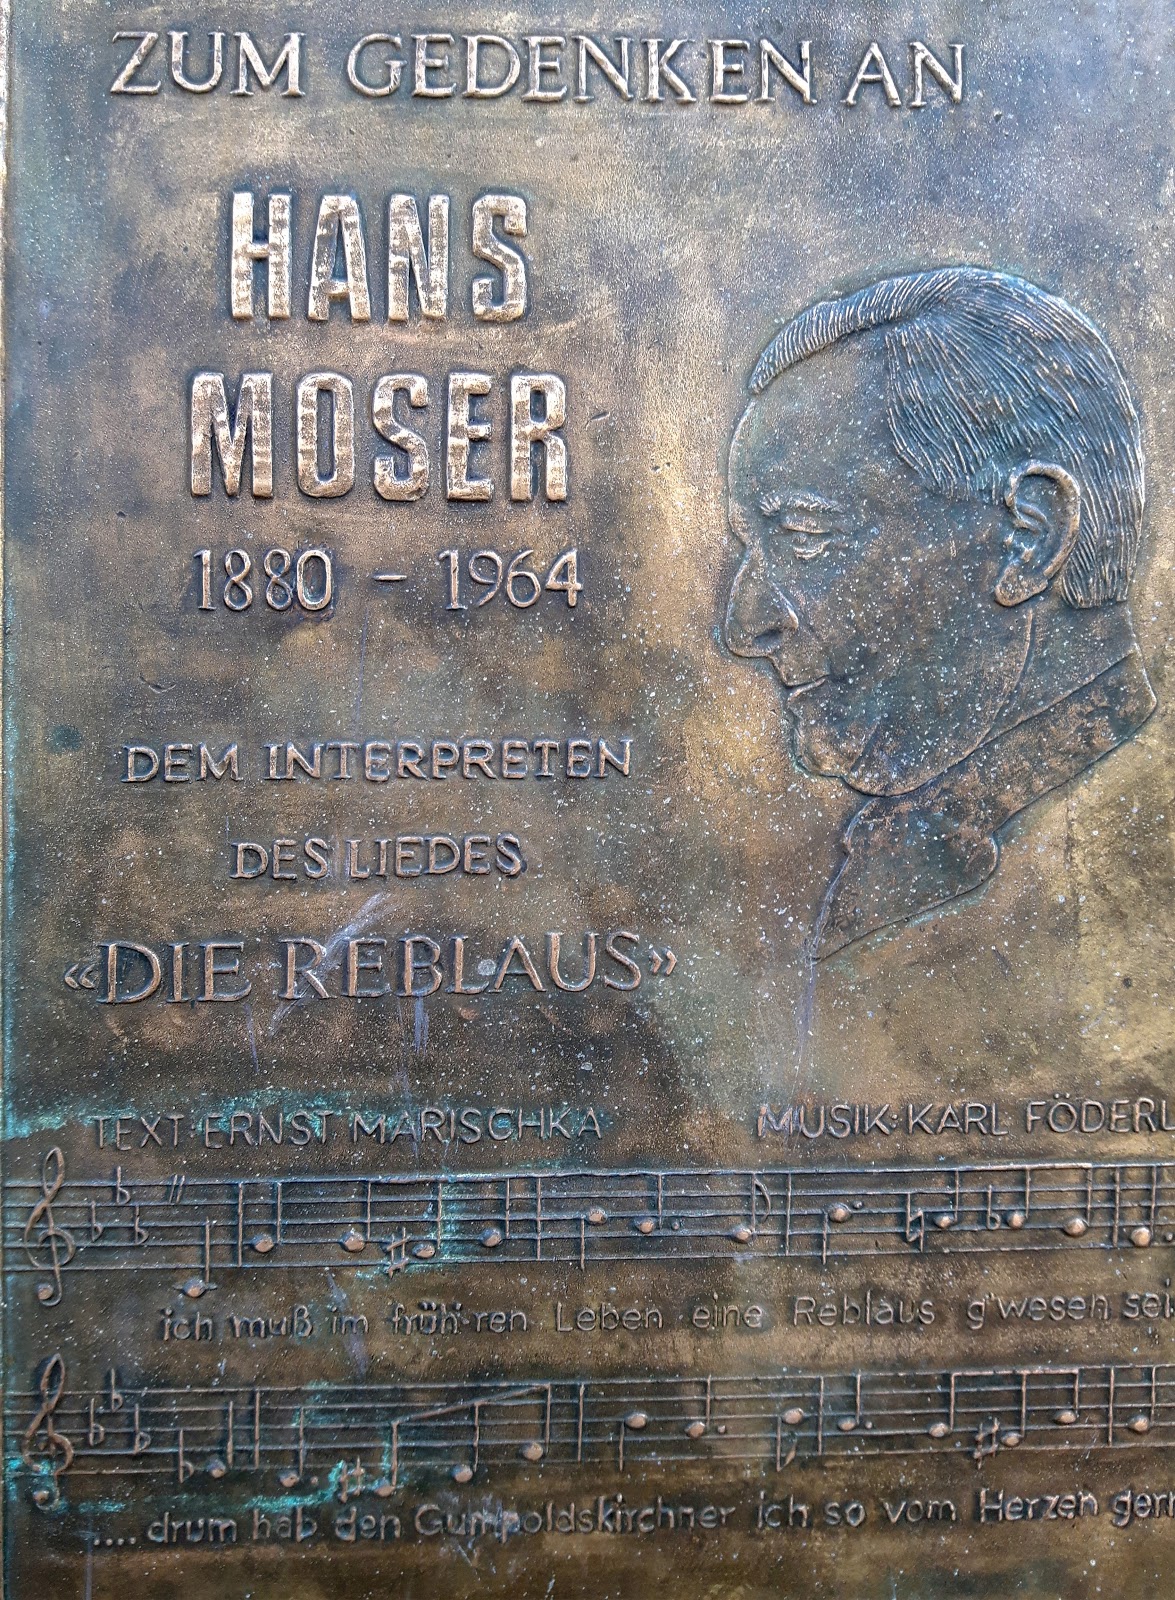 ZUM GEDENKEN AN
HANS
MOSER
1880 - 1964
DEM INTERPRETEN
DES LIEDES
«DIE REBLAUS»
TEXT: ERNST MARISCHKA
MUSIK: KARL FÖDERL
ich muß im früh'ren Leben eine Reblaus g'wesen sei
.... drum hab den Gumpoldskirchner ich so vom Herzen gern